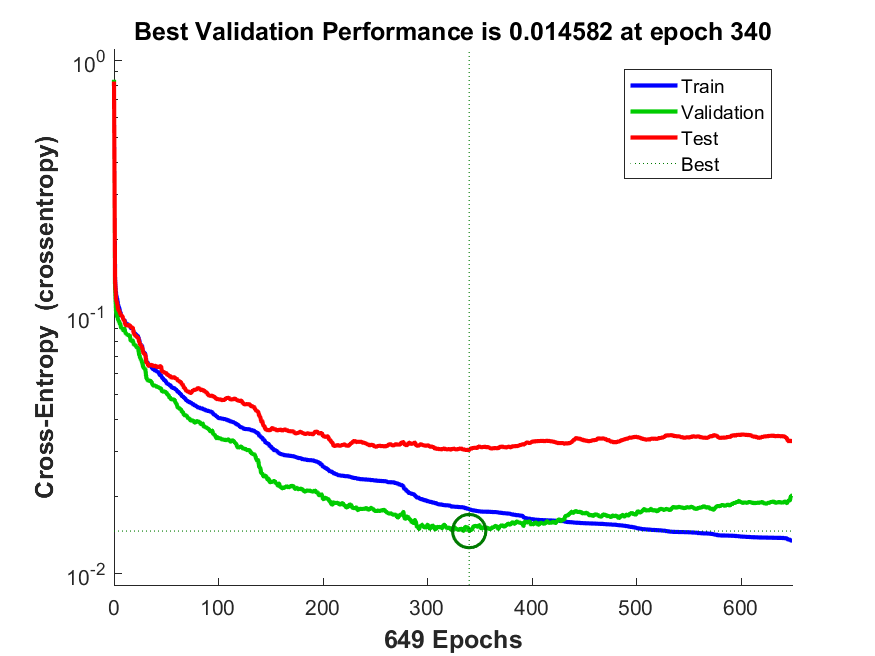 Best Validation Performance is 0.014582 at epoch 340
Cross-Entropy (crossentropy)
10^0
10^-1
10^-2
Train
Validation
Test
Best
0 100 200 300 400 500 600
649 Epochs